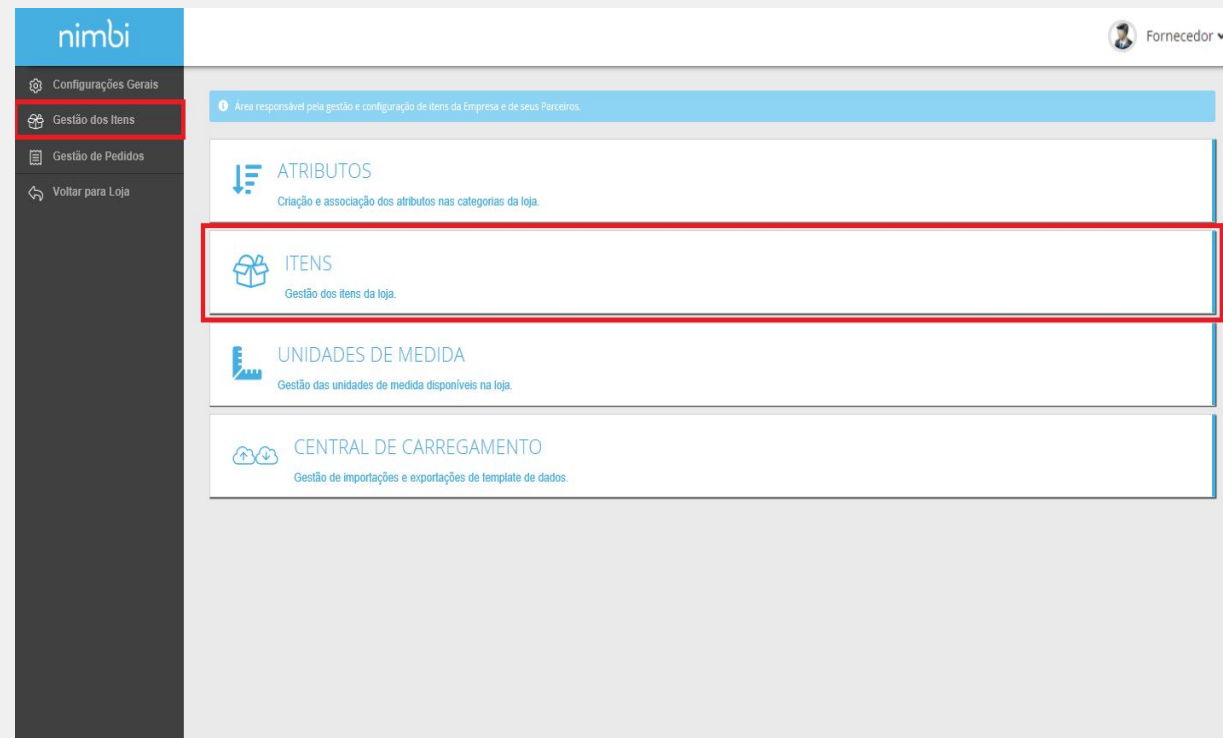 nimbi
Fornecedor
Configurações Gerais
Gestão dos Itens
Gestão de Pedidos
Voltar para Loja
Área responsável pela gestão e configuração de itens da Empresa e de seus Parceiros.
ATRIBUTOS
Criação e associação dos atributos nas categorias da loja.
ITENS
Gestão dos itens da loja.
UNIDADES DE MEDIDA
Gestão das unidades de medida disponíveis na loja.
CENTRAL DE CARREGAMENTO
Gestão de importações e exportações de template de dados.